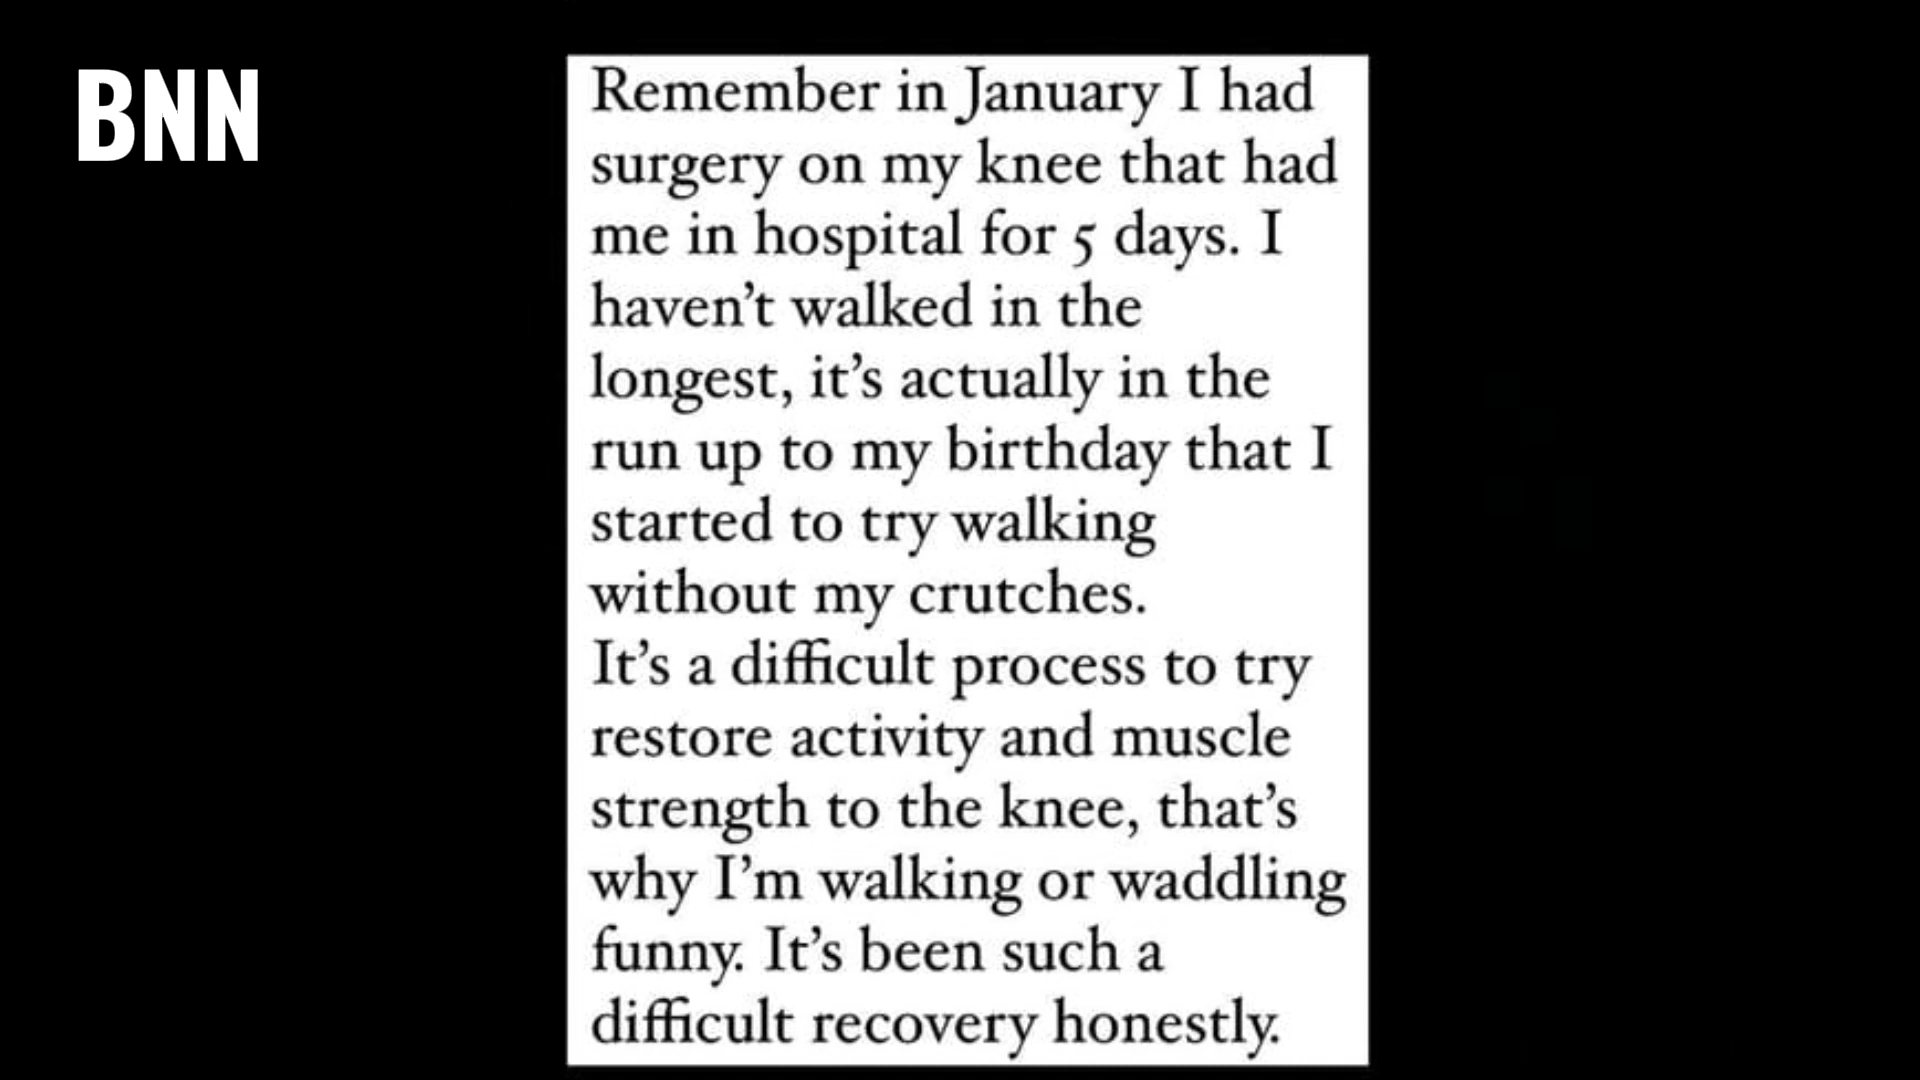 BNN
Remember in January I had
surgery on my knee that had
me in hospital for 5 days. I
haven’t walked in the
longest, it’s actually in the
run up to my birthday that I
started to try walking
without my crutches.
It’s a difficult process to try
restore activity and muscle
strength to the knee, that’s
why I’m walking or waddling
funny. It’s been such a
difficult recovery honestly.